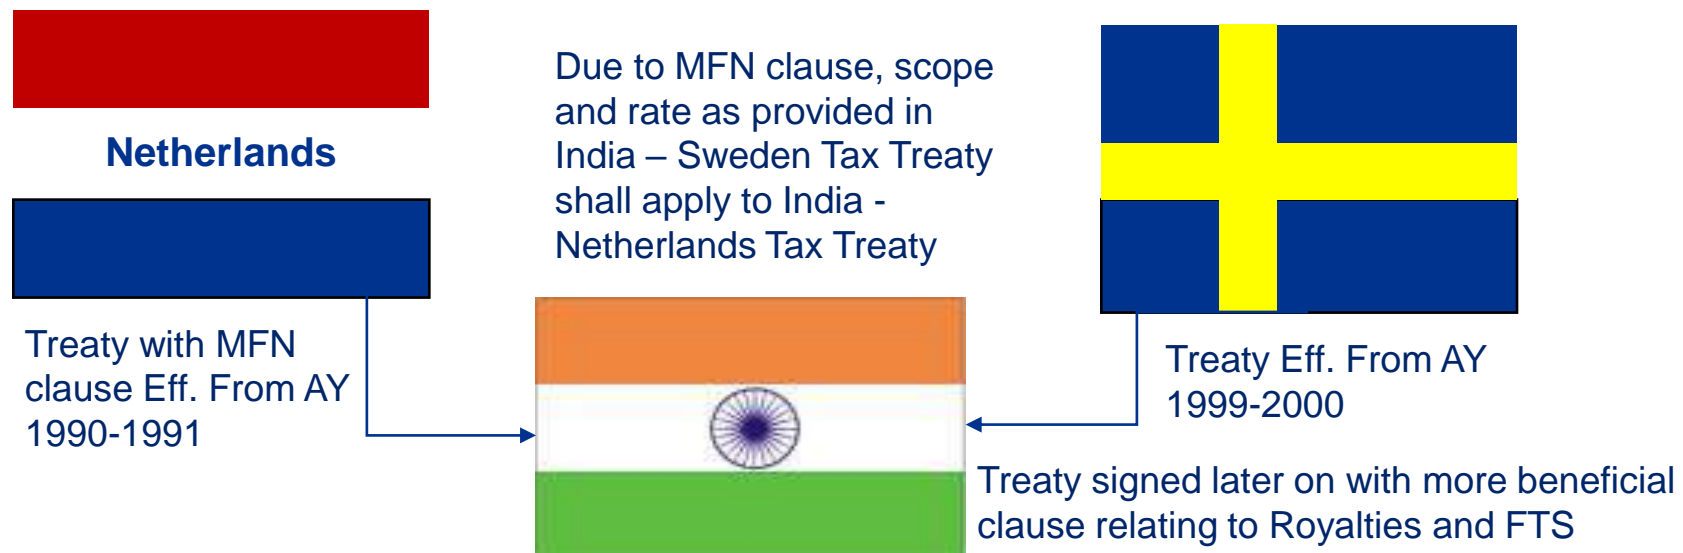 Netherlands
Treaty with MFN
clause Eff. From AY
1990-1991
Due to MFN clause, scope
and rate as provided in
India – Sweden Tax Treaty
shall apply to India -
Netherlands Tax Treaty
Treaty Eff. From AY
1999-2000
Treaty signed later on with more beneficial
clause relating to Royalties and FTS